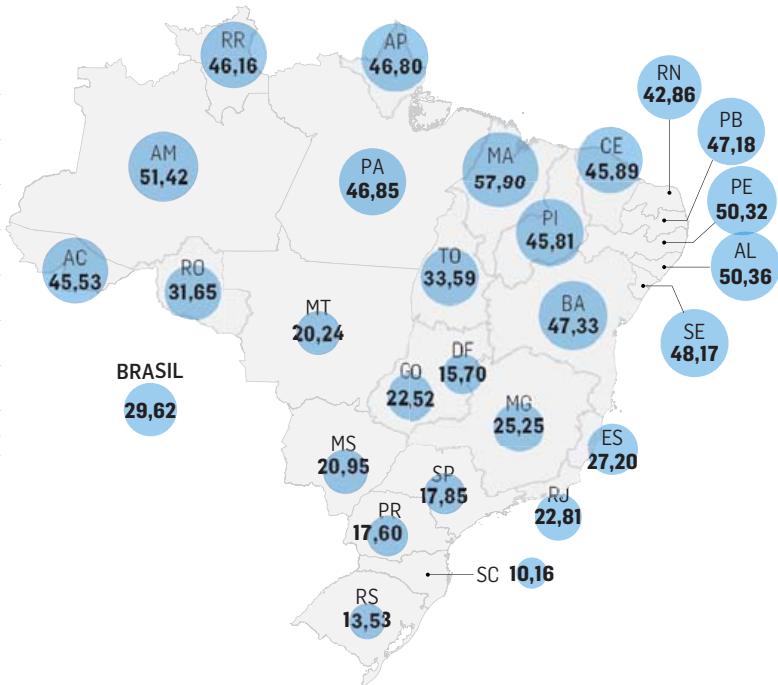 RR
46,16
AP
46,80
RN
42,86
PB
47,18
AM
51,42
PA
46,85
MA
57,90
CE
45,89
PE
50,32
PI
45,81
AL
50,36
AC
45,53
RO
31,65
TO
33,59
MT
20,24
BA
47,33
SE
48,17
BRASIL
29,62
DF
15,70
GO
22,52
MG
25,25
ES
27,20
MS
20,95
SP
17,85
RJ
22,81
PR
17,60
SC 10,16
RS
13,53